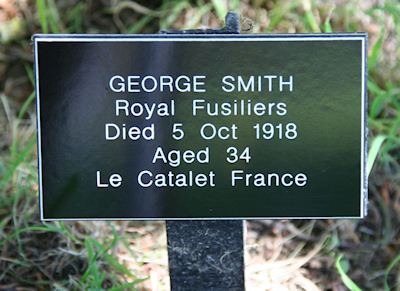 GEORGE SMITH
Royal Fusiliers
Died 5 Oct 1918
Aged 34
Le Catalet France